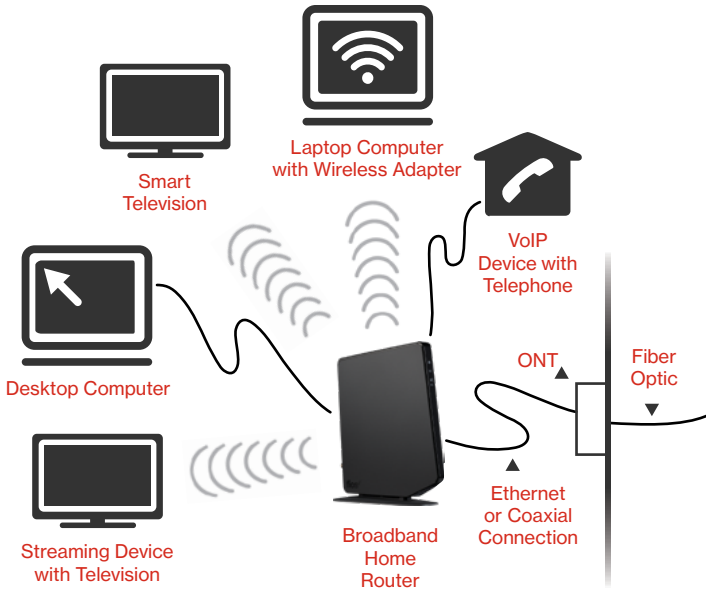 Laptop Computer
with Wireless Adapter
Smart
Television
VoIP
Device with
Telephone
ONT
Fiber
Optic
Desktop Computer
Ethernet
or Coaxial
Connection
Broadband
Home
Router
Streaming Device
with Television